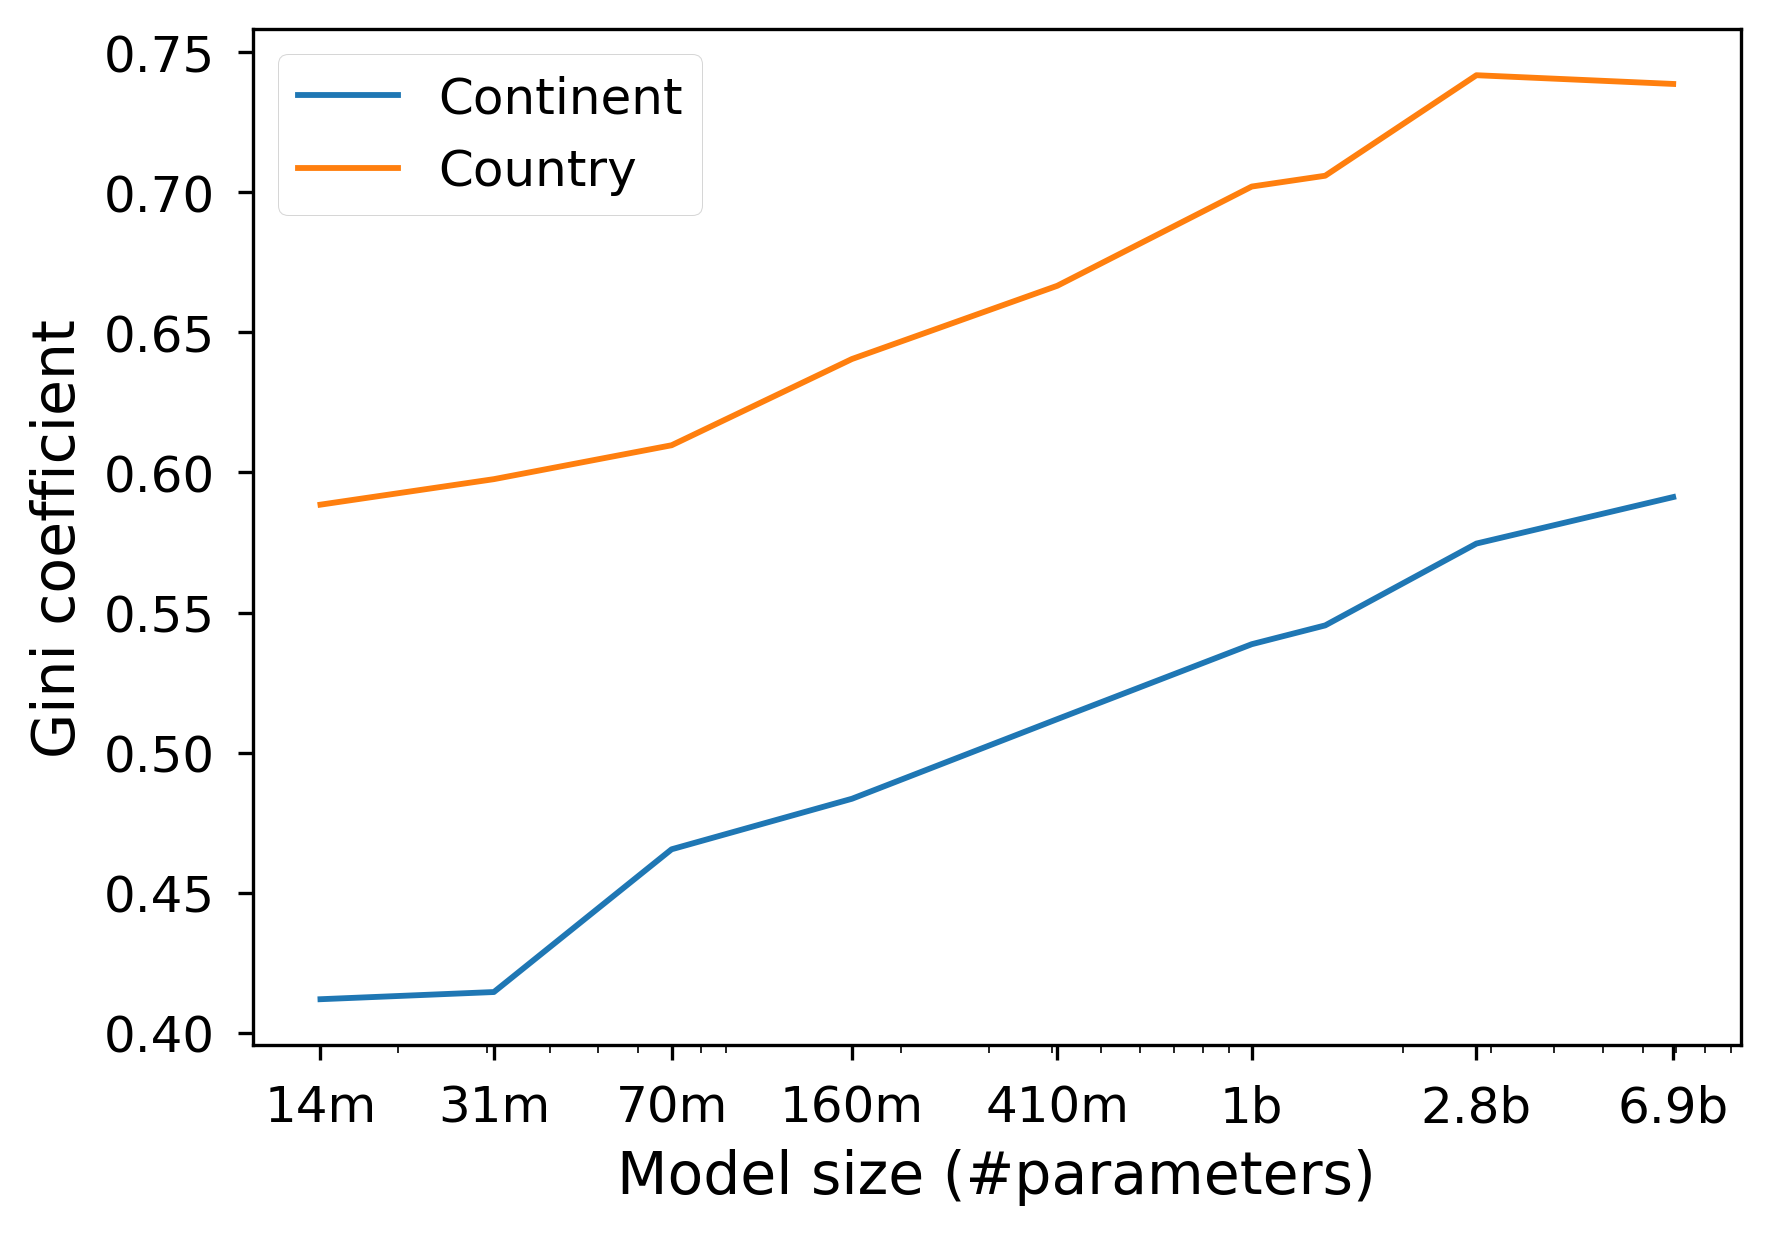 Continent
Country
0.75
0.70
0.65
0.60
0.55
0.50
0.45
0.40
Gini coefficient
14m 31m 70m 160m 410m 1b 2.8b 6.9b
Model size (#parameters)